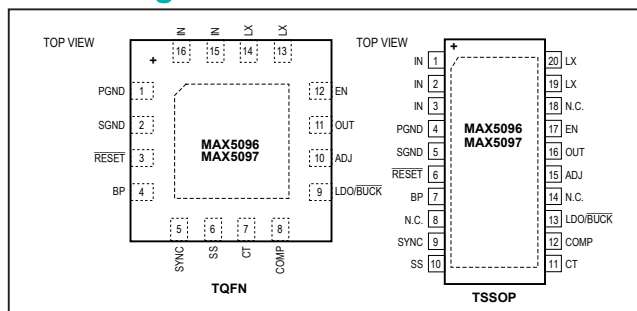 TOP VIEW
+
IN
IN
LX
LX
16
15
14
13
PGND 1
SGND 2
RESET 3
BP 4
12 EN
11 OUT
10 ADJ
9 LDO/BUCK
MAX5096
MAX5097
5
6
7
8
SYNC
SS
CT
COMP
TQFN
TOP VIEW
+
IN 1
IN 2
IN 3
PGND 4
SGND 5
RESET 6
BP 7
N.C. 8
SYNC 9
SS 10
MAX5096
MAX5097
20 LX
19 LX
18 N.C.
17 EN
16 OUT
15 ADJ
14 N.C.
13 LDO/BUCK
12 COMP
11 CT
TSSOP